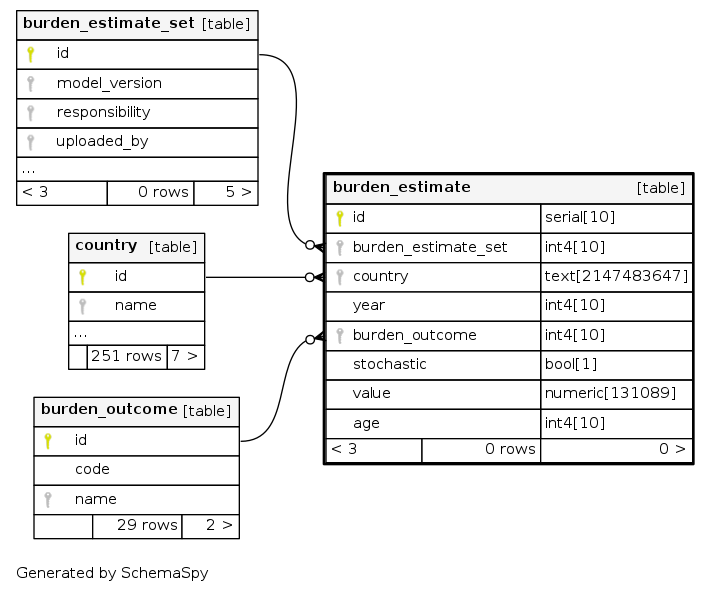 burden_estimate_set [table]
id
model_version
responsibility
uploaded_by
...
< 3 0 rows 5 >
country [table]
id
name
...
251 rows 7 >
burden_outcome [table]
id
code
name
29 rows 2 >
burden_estimate [table]
id serial[10]
burden_estimate_set int4[10]
country text[2147483647]
year int4[10]
burden_outcome int4[10]
stochastic bool[1]
value numeric[131089]
age int4[10]
< 3 0 rows 0 >
Generated by SchemaSpy